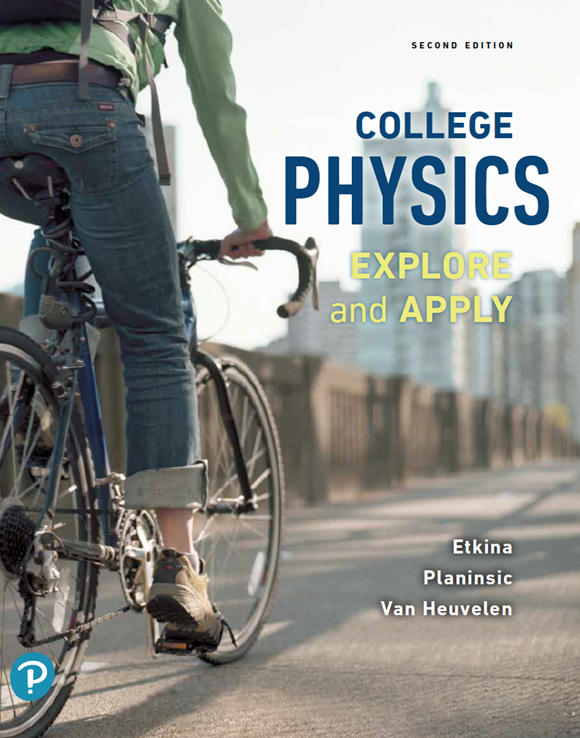 SECOND EDITION
COLLEGE
PHYSICS
EXPLORE
and APPLY
Etkina
Planinsic
Van Heuvelen
P